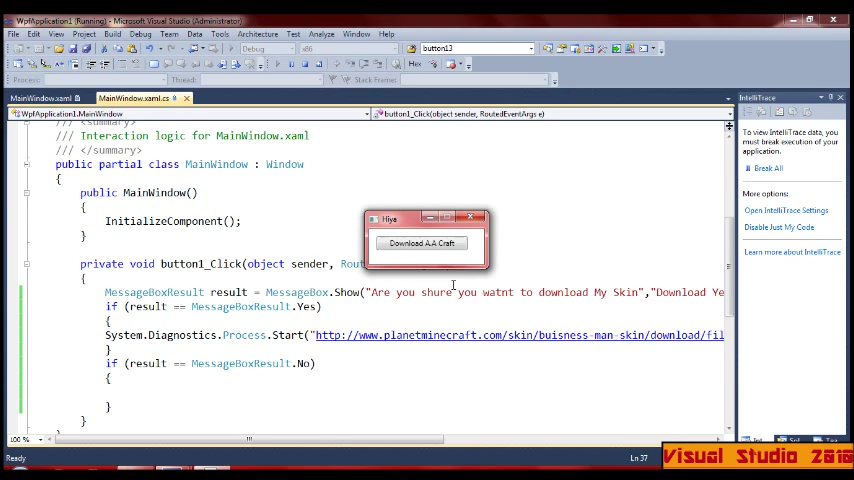 WpfApplication1 (Running) - Microsoft Visual Studio (Administrator)
File Edit View Project Build Debug Team Data Tools Architecture Test Analyze Window Help
Debug x86 button13
Hex
Process: Thread: Stack Frame:
MainWindow.xaml MainWindow.xaml.cs IntelliTrace
WpfApplication1.MainWindow button1_Click(object sender, RoutedEventArgs e)
/// </summary>
/// Interaction logic for MainWindow.xaml
/// </summary>
public partial class MainWindow : Window
{
public MainWindow()
{
InitializeComponent();
}
private void button1_Click(object sender, Rou
{
MessageBoxResult result = MessageBox.Show("Are you shure you watnt to download My Skin","Download Ye
if (result == MessageBoxResult.Yes)
{
System.Diagnostics.Process.Start("http://www.planetminecraft.com/skin/buisness-man-skin/download/fil
}
if (result == MessageBoxResult.No)
{
}
}
Hiya
Download A.A Craft
To view IntelliTrace data, you
must break execution of your
application.
Break All
More options:
Open IntelliTrace Settings
Disable Just My Code
Learn more about IntelliTrace
100 %
Ready Ln 37
Visual Studio 2010